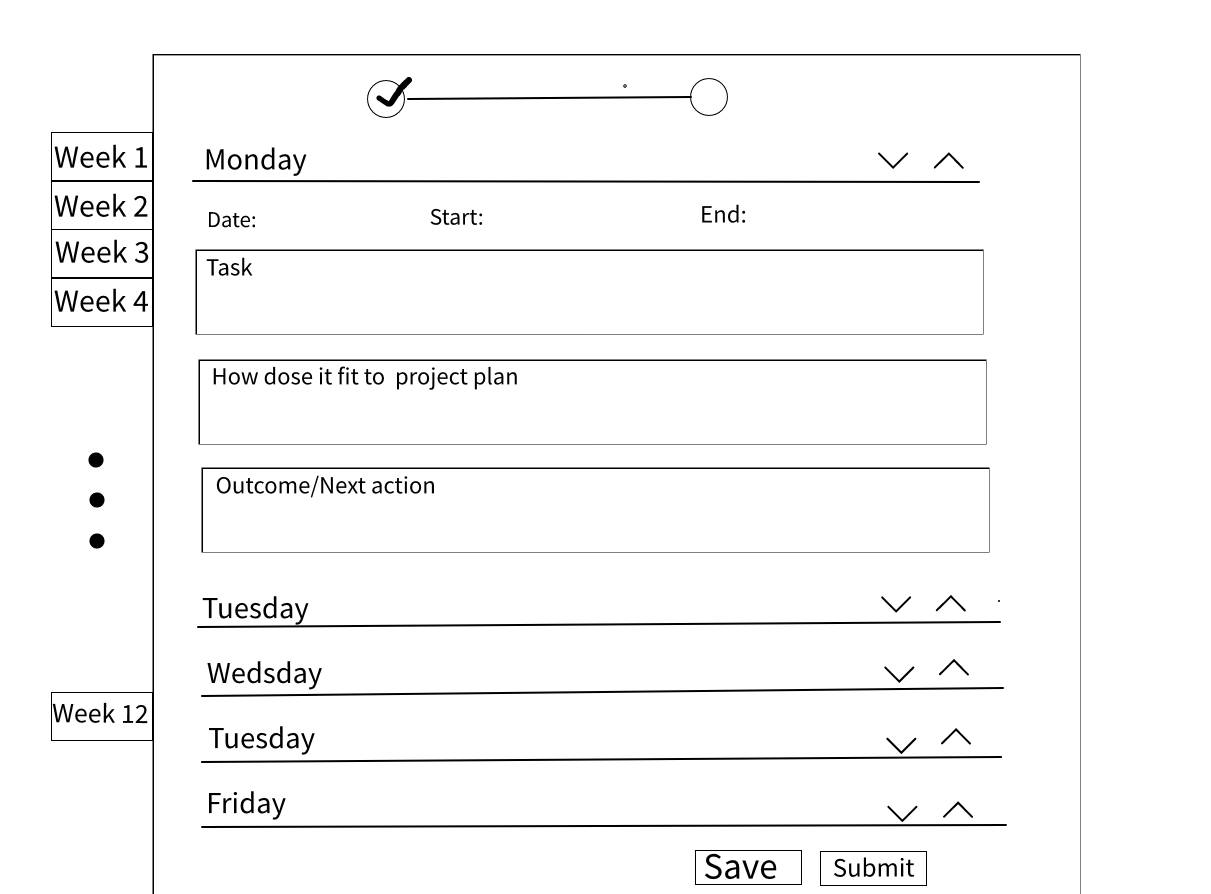 Week 1
Week 2
Week 3
Week 4
Week 12
Monday
Date: Start: End:
Task
How dose it fit to project plan
Outcome/Next action
Tuesday
Wedsday
Tuesday
Friday
Save Submit